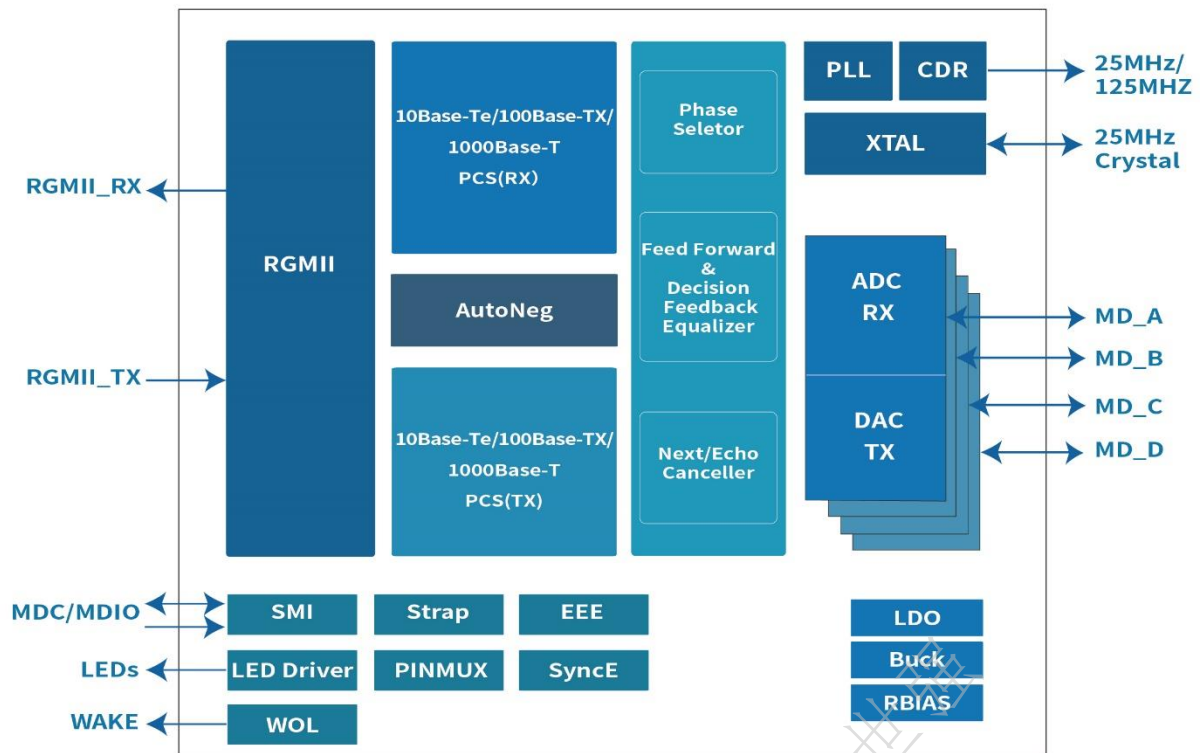 RGMII_RX
RGMII_TX
MDC/MDIO
LEDs
WAKE
RGMII
10Base-Te/100Base-TX/
1000Base-T
PCS(RX)
AutoNeg
10Base-Te/100Base-TX/
1000Base-T
PCS(TX)
Phase
Seletor
Feed Forward
&
Decision
Feedback
Equalizer
Next/Echo
Canceller
PLL
CDR
XTAL
25MHz/
125MHZ
25MHz
Crystal
ADC
RX
DAC
TX
MD_A
MD_B
MD_C
MD_D
SMI
Strap
EEE
LED Driver
PINMUX
SyncE
WOL
LDO
Buck
RBIAS